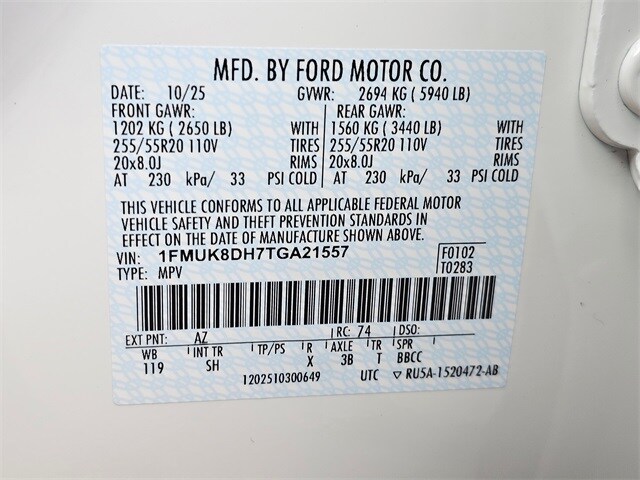 MFD. BY FORD MOTOR CO.
DATE: 10/25 GVWR: 2694 KG ( 5940 LB)
FRONT GAWR: REAR GAWR:
1202 KG ( 2650 LB) WITH 1560 KG ( 3440 LB) WITH
255/55R20 110V TIRES 255/55R20 110V TIRES
20x8.0J RIMS 20x8.0J RIMS
AT 230 kPa/ 33 PSI COLD AT 230 kPa/ 33 PSI COLD
THIS VEHICLE CONFORMS TO ALL APPLICABLE FEDERAL MOTOR
VEHICLE SAFETY AND THEFT PREVENTION STANDARDS IN
EFFECT ON THE DATE OF MANUFACTURE SHOWN ABOVE.
VIN: 1FMUK8DH7TGA21557 F0102
TYPE: MPV T0283
EXT PNT: AZ RC: 74 DSO:
WB INT TR TP/PS R AXLE TR SPR
119 SH X 3B T BBCC
1202510300649 UTC ▽ RU5A-1520472-AB